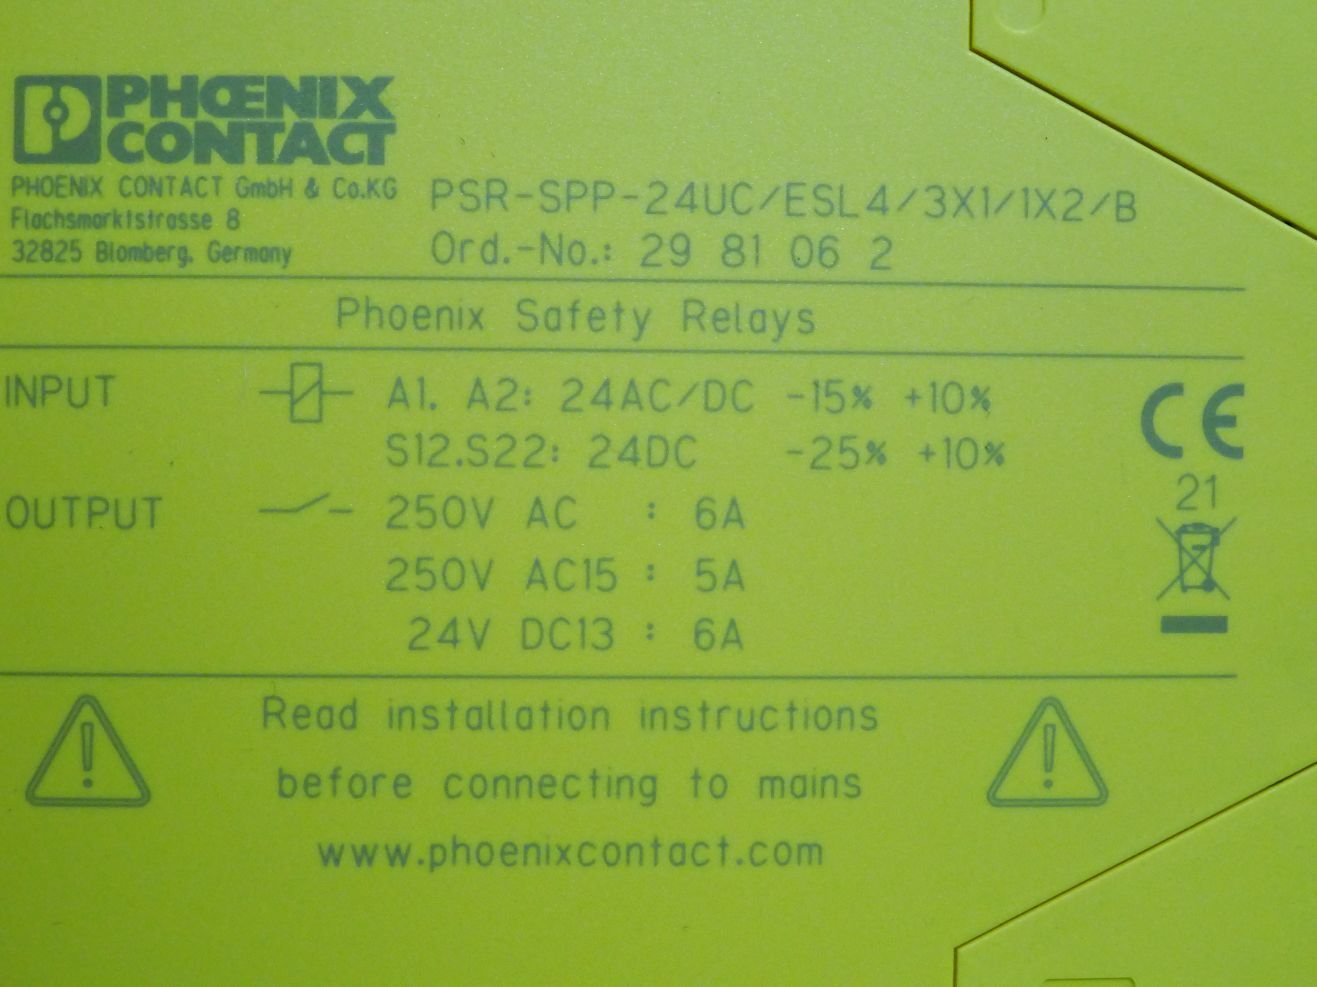 PHOENIX
CONTACT
PHOENIX CONTACT GmbH & Co.KG
Flachsmarktstrasse 8
32825 Blomberg, Germany
PSR-SPP-24UC/ESL4/3X1/1X2/B
Ord.-No.: 29 81 06 2
Phoenix Safety Relays
INPUT A1. A2: 24AC/DC -15% +10%
S12.S22: 24DC -25% +10%
OUTPUT 250V AC : 6A
250V AC15 : 5A
24V DC13 : 6A
CE
21
Read installation instructions
before connecting to mains
www.phoenixcontact.com